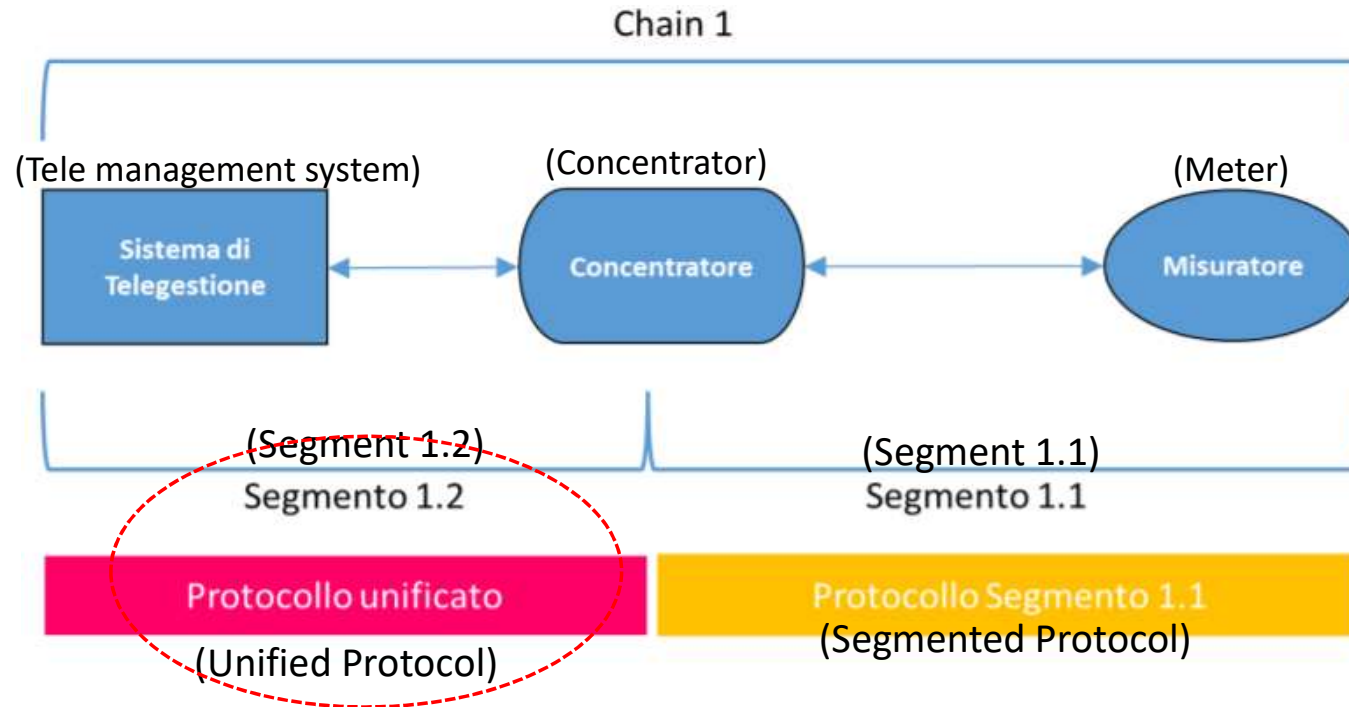 Chain 1
(Tele management system)
(Concentrator)
(Meter)
Sistema di
Telegestione
Concentratore
Misuratore
(Segment 1.2)
Segmento 1.2
(Segment 1.1)
Segmento 1.1
Protocollo unificato
(Unified Protocol)
Protocollo Segmento 1.1
(Segmented Protocol)